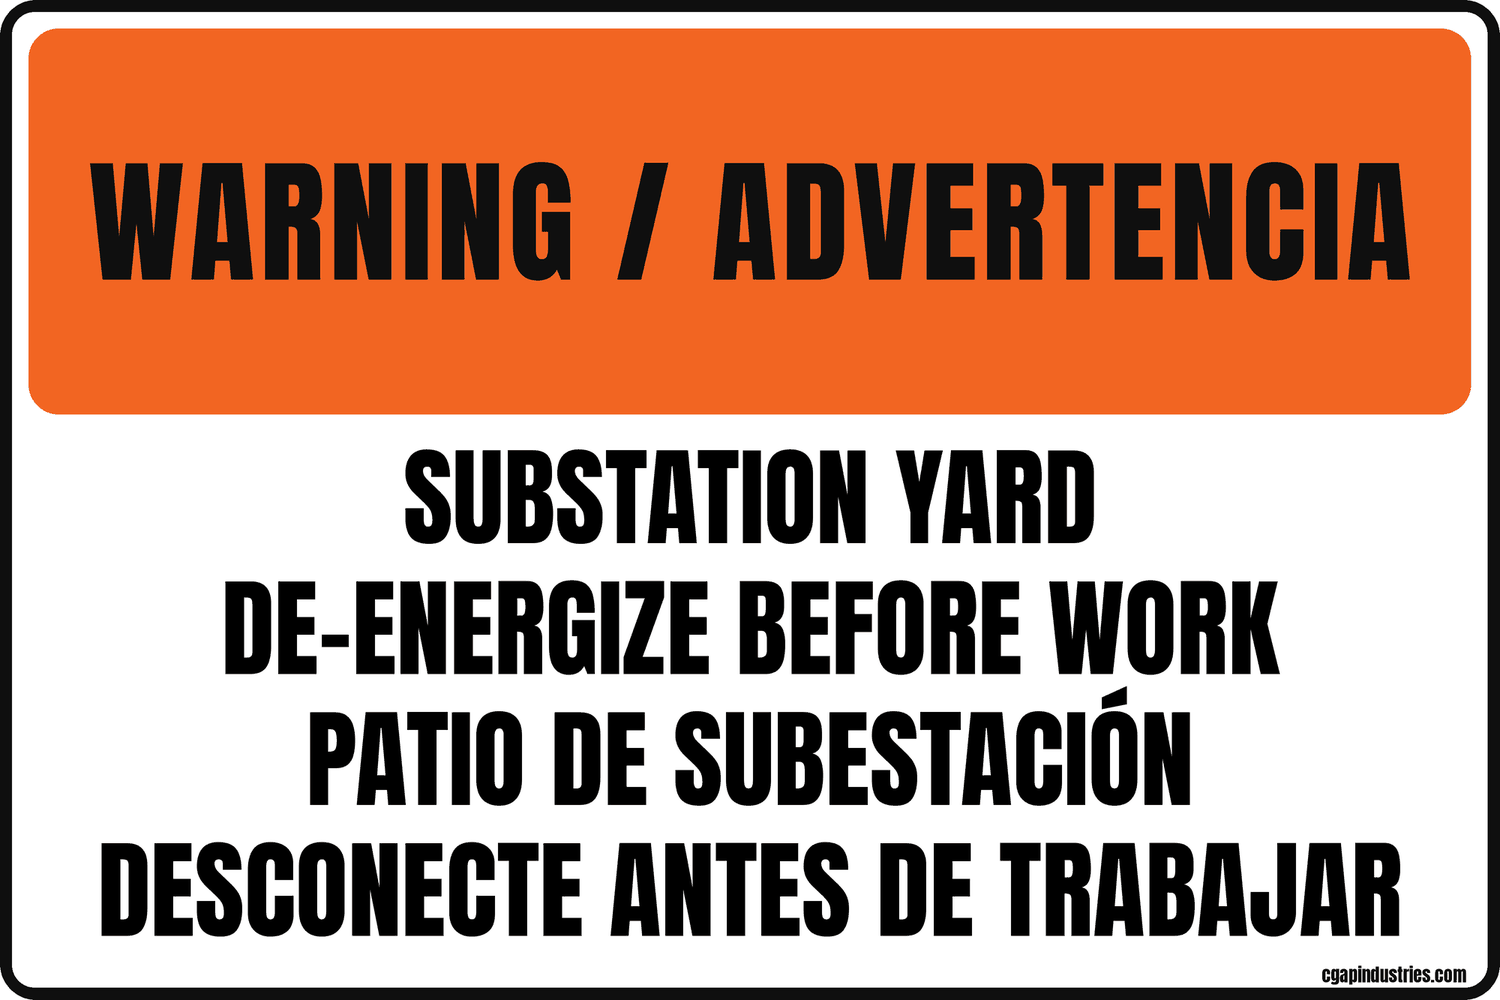 WARNING / ADVERTENCIA
SUBSTATION YARD
DE-ENERGIZE BEFORE WORK
PATIO DE SUBESTACIÓN
DESCONECTE ANTES DE TRABAJAR
cgapindustries.com